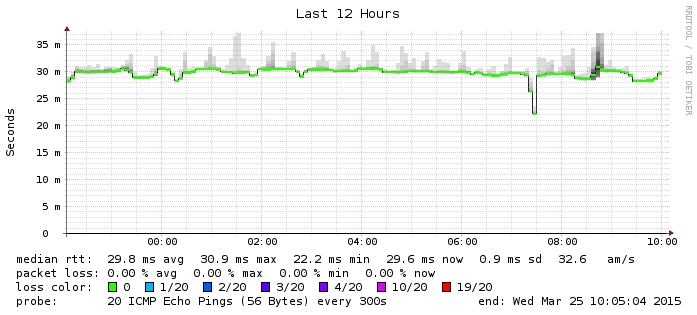 Last 12 Hours
RRDTOOL / TOBI OETIKER
Seconds
35 m
30 m
25 m
20 m
15 m
10 m
5 m
0
00:00 02:00 04:00 06:00 08:00 10:00
median rtt: 29.8 ms avg 30.9 ms max 22.2 ms min 29.6 ms now 0.9 ms sd 32.6 am/s
packet loss: 0.00 % avg 0.00 % max 0.00 % min 0.00 % now
loss color: 0 1/20 2/20 3/20 4/20 10/20 19/20
probe: 20 ICMP Echo Pings (56 Bytes) every 300s end: Wed Mar 25 10:05:04 2015